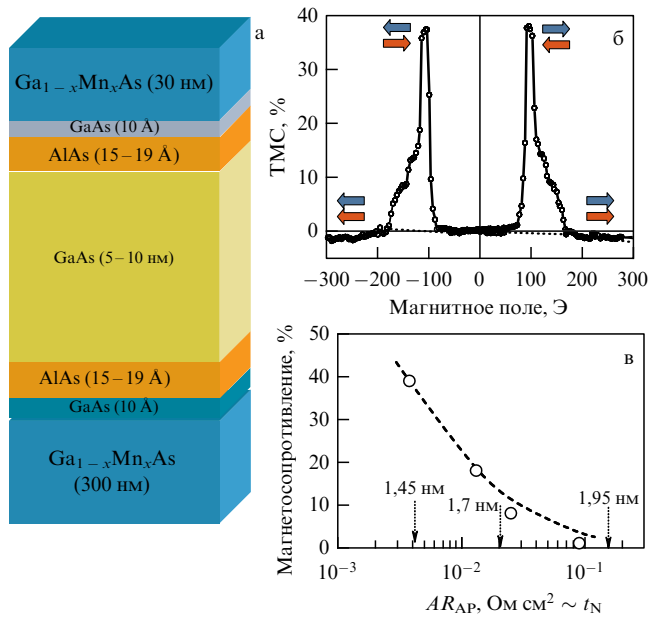 а
Ga1 – xMnxAs (30 нм)
GaAs (10 Å)
AlAs (15 – 19 Å)
GaAs (5 – 10 нм)
AlAs (15 – 19 Å)
GaAs (10 Å)
Ga1 – xMnxAs
(300 нм)
б
ТМС, %
40
30
20
10
0
−300 −200 −100 0 100 200 300
Магнитное поле, Э
в
Магнетосопротивление, %
50
40
30
20
10
0
1,45 нм
1,7 нм
1,95 нм
10−3 10−2 10−1
ARAP, Ом см2 ~ tN